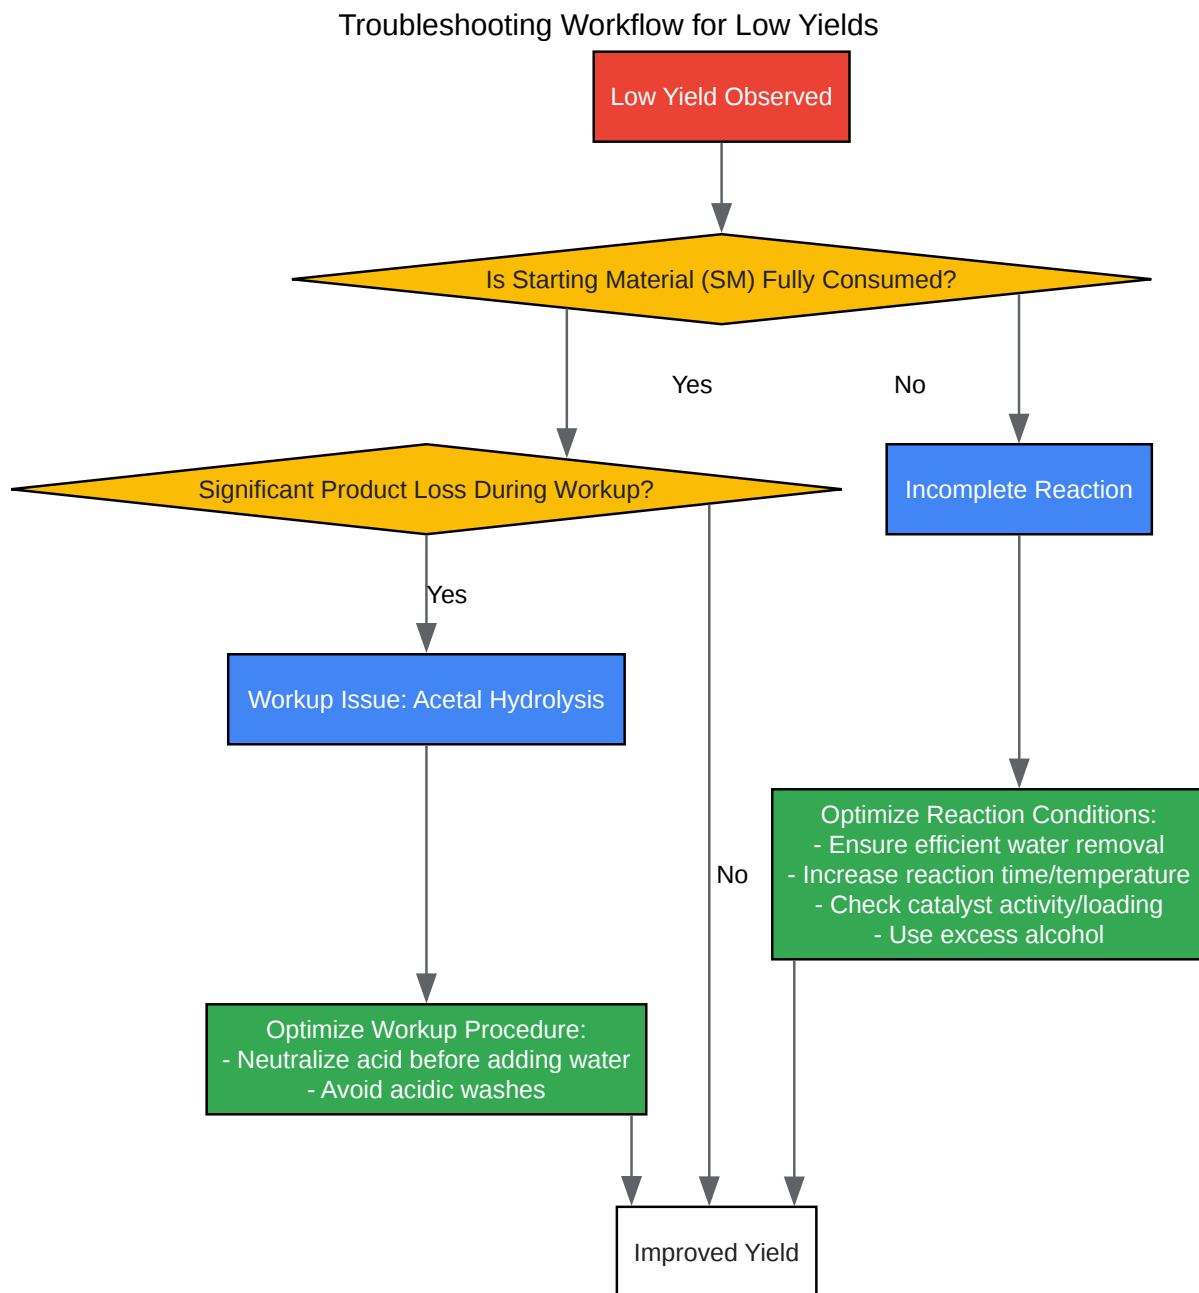 Troubleshooting Workflow for Low Yields
Low Yield Observed
Is Starting Material (SM) Fully Consumed?
Yes
No
Significant Product Loss During Workup?
Incomplete Reaction
Yes
Workup Issue: Acetal Hydrolysis
No
Optimize Reaction Conditions:
- Ensure efficient water removal
- Increase reaction time/temperature
- Check catalyst activity/loading
- Use excess alcohol
Optimize Workup Procedure:
- Neutralize acid before adding water
- Avoid acidic washes
Improved Yield